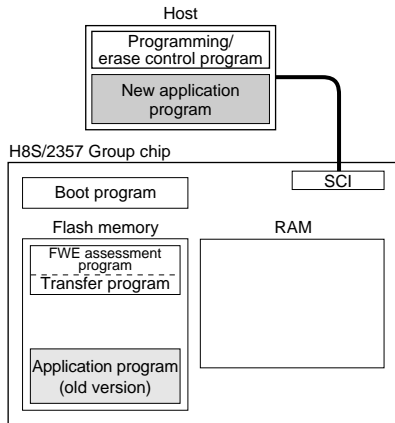 Host
Programming/
erase control program
New application
program
H8S/2357 Group chip
SCI
Boot program
Flash memory
RAM
FWE assessment
program
Transfer program
Application program
(old version)